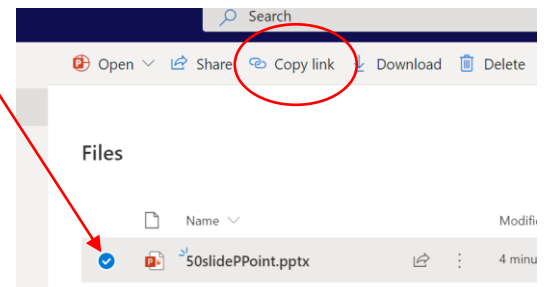 Search
Open Share Copy link Download Delete
Files
Name Modifi
50slidePPoint.pptx 4 minu